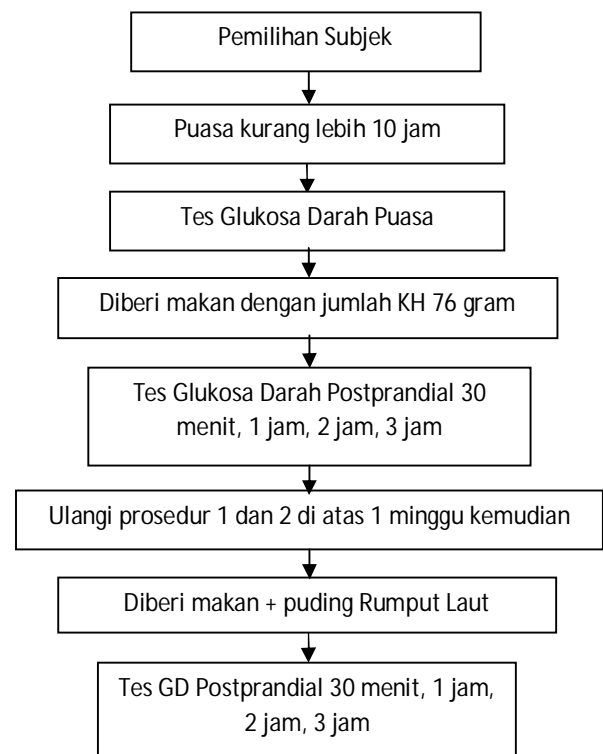 Pemilihan Subjek
Puasa kurang lebih 10 jam
Tes Glukosa Darah Puasa
Diberi makan dengan jumlah KH 76 gram
Tes Glukosa Darah Postprandial 30
menit, 1 jam, 2 jam, 3 jam
Ulangi prosedur 1 dan 2 di atas 1 minggu kemudian
Diberi makan + puding Rumput Laut
Tes GD Postprandial 30 menit, 1 jam,
2 jam, 3 jam